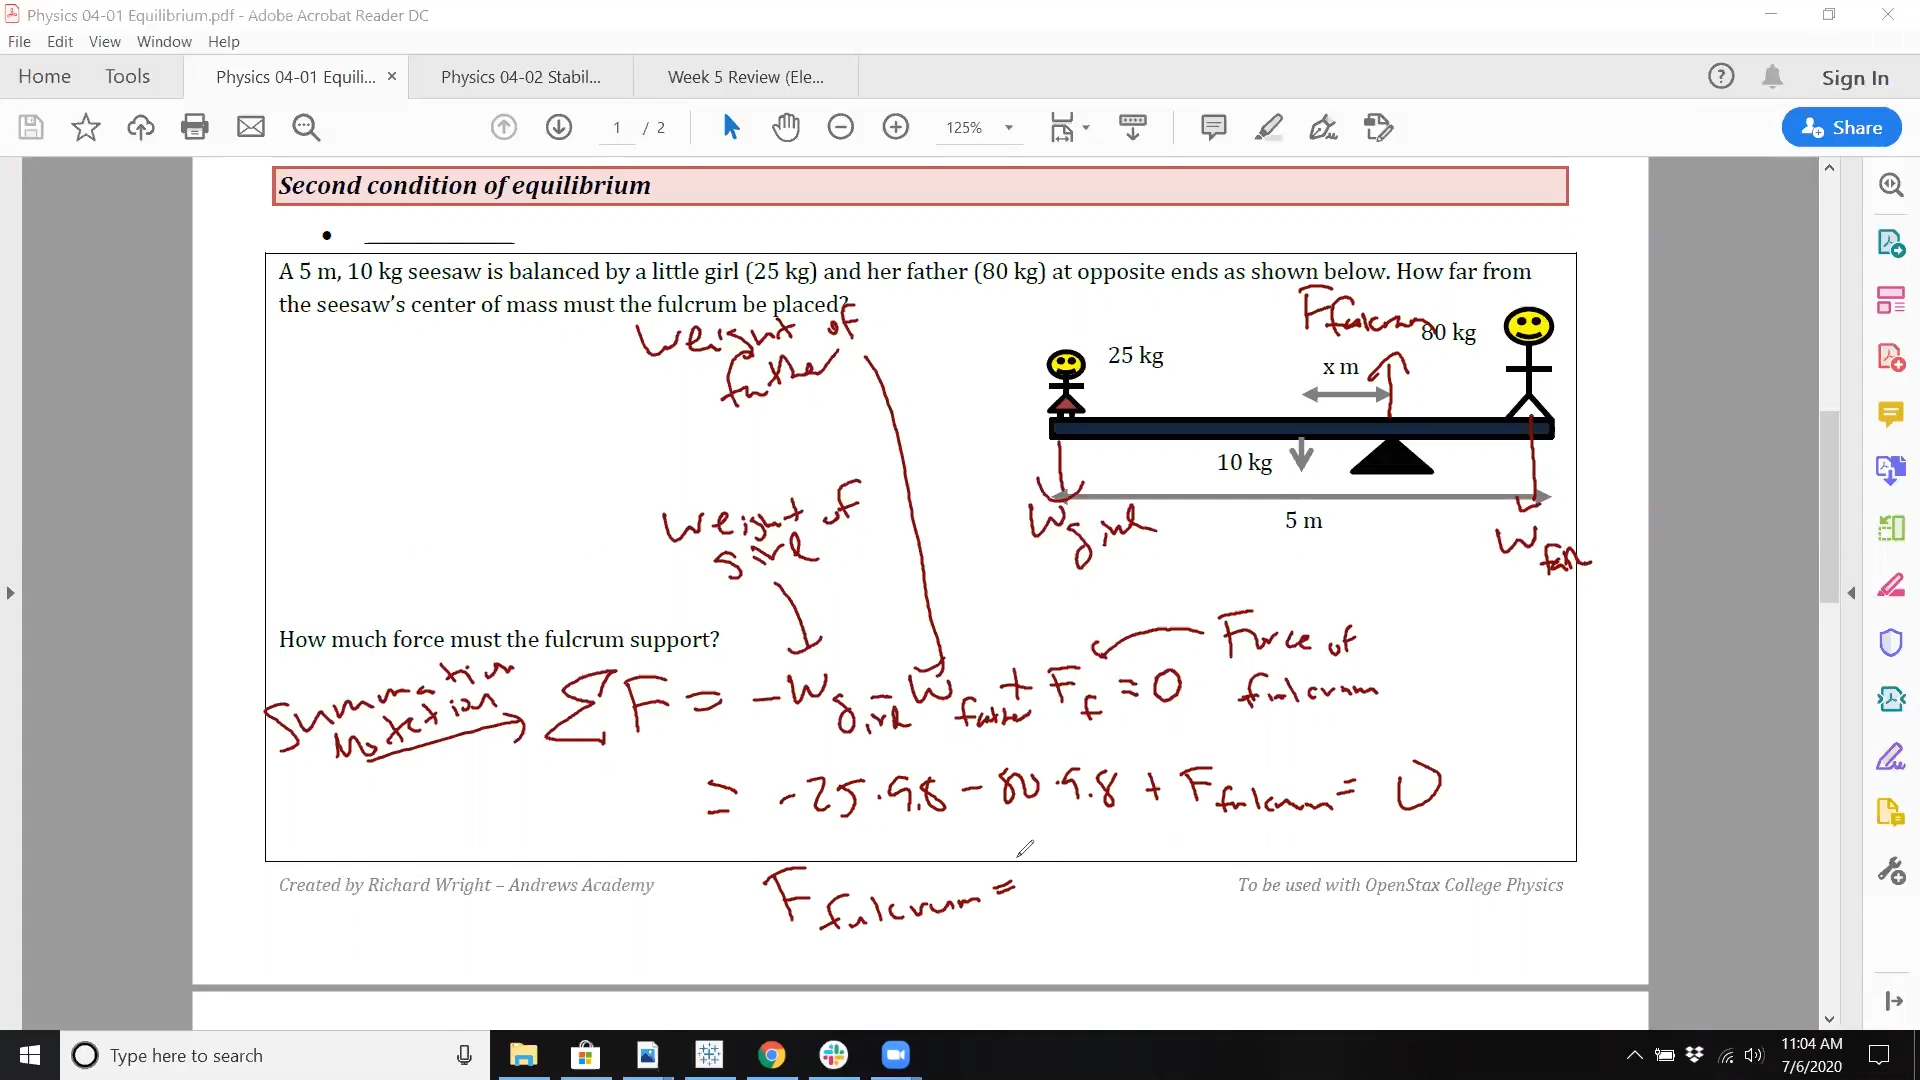 Physics 04-01 Equilibrium.pdf - Adobe Acrobat Reader DC
File Edit View Window Help
Home Tools Physics 04-01 Equili... × Physics 04-02 Stabil... Week 5 Review (Ele... Sign In
1 / 2 125% Share
Second condition of equilibrium
A 5 m, 10 kg seesaw is balanced by a little girl (25 kg) and her father (80 kg) at opposite ends as shown below. How far from
the seesaw's center of mass must the fulcrum be placed?
Weight of
father
F fulcrum
80 kg
25 kg
x m
10 kg
5 m
W girl
W fath
weight of
girl
How much force must the fulcrum support?
Force of
fulcrum
Summation
Notation
∑F = -W girl - W father + F f = 0
= -25·9.8 - 80·9.8 + F fulcrum = 0
Created by Richard Wright – Andrews Academy
To be used with OpenStax College Physics
F fulcrum =
Type here to search
11:04 AM
7/6/2020